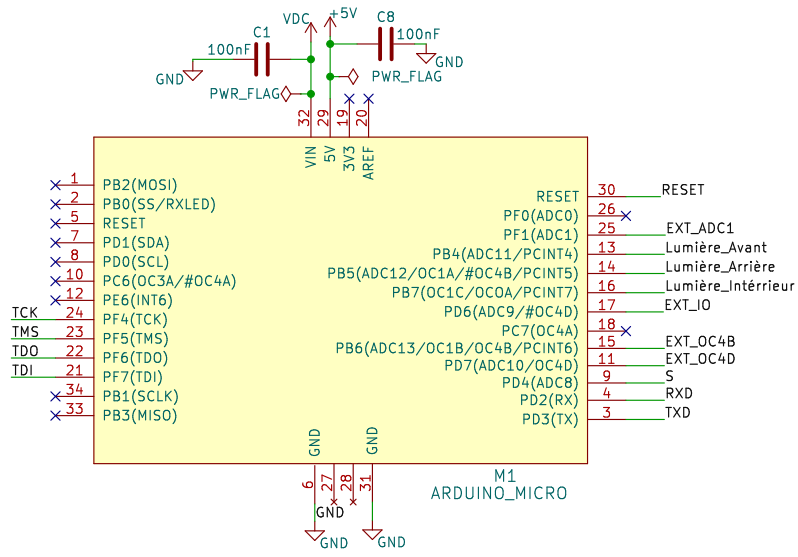 VDC +5V C8
C1 100nF
100nF GND
GND PWR_FLAG
PWR_FLAG
32 29 19 20
VIN 5V 3V3 AREF
1 PB2(MOSI)
2 PB0(SS/RXLED)
5 RESET
7 PD1(SDA)
8 PD0(SCL)
10 PC6(OC3A/#OC4A)
12 PE6(INT6)
TCK 24 PF4(TCK)
TMS 23 PF5(TMS)
TDO 22 PF6(TDO)
TDI 21 PF7(TDI)
34 PB1(SCLK)
33 PB3(MISO)
RESET 30 RESET
PF0(ADC0) 26
PF1(ADC1) 25 EXT_ADC1
PB4(ADC11/PCINT4) 13 Lumière_Avant
PB5(ADC12/OC1A/#OC4B/PCINT5) 14 Lumière_Arrière
PB7(OC1C/OC0A/PCINT7) 16 Lumière_Intérrieur
PD6(ADC9/#OC4D) 17 EXT_IO
PC7(OC4A) 18
PB6(ADC13/OC1B/OC4B/PCINT6) 15 EXT_OC4B
PD7(ADC10/OC4D) 11 EXT_OC4D
PD4(ADC8) 9 S
PD2(RX) 4 RXD
PD3(TX) 3 TXD
GND GND
6 27 28 31
M1
ARDUINO_MICRO
GND
GND GND